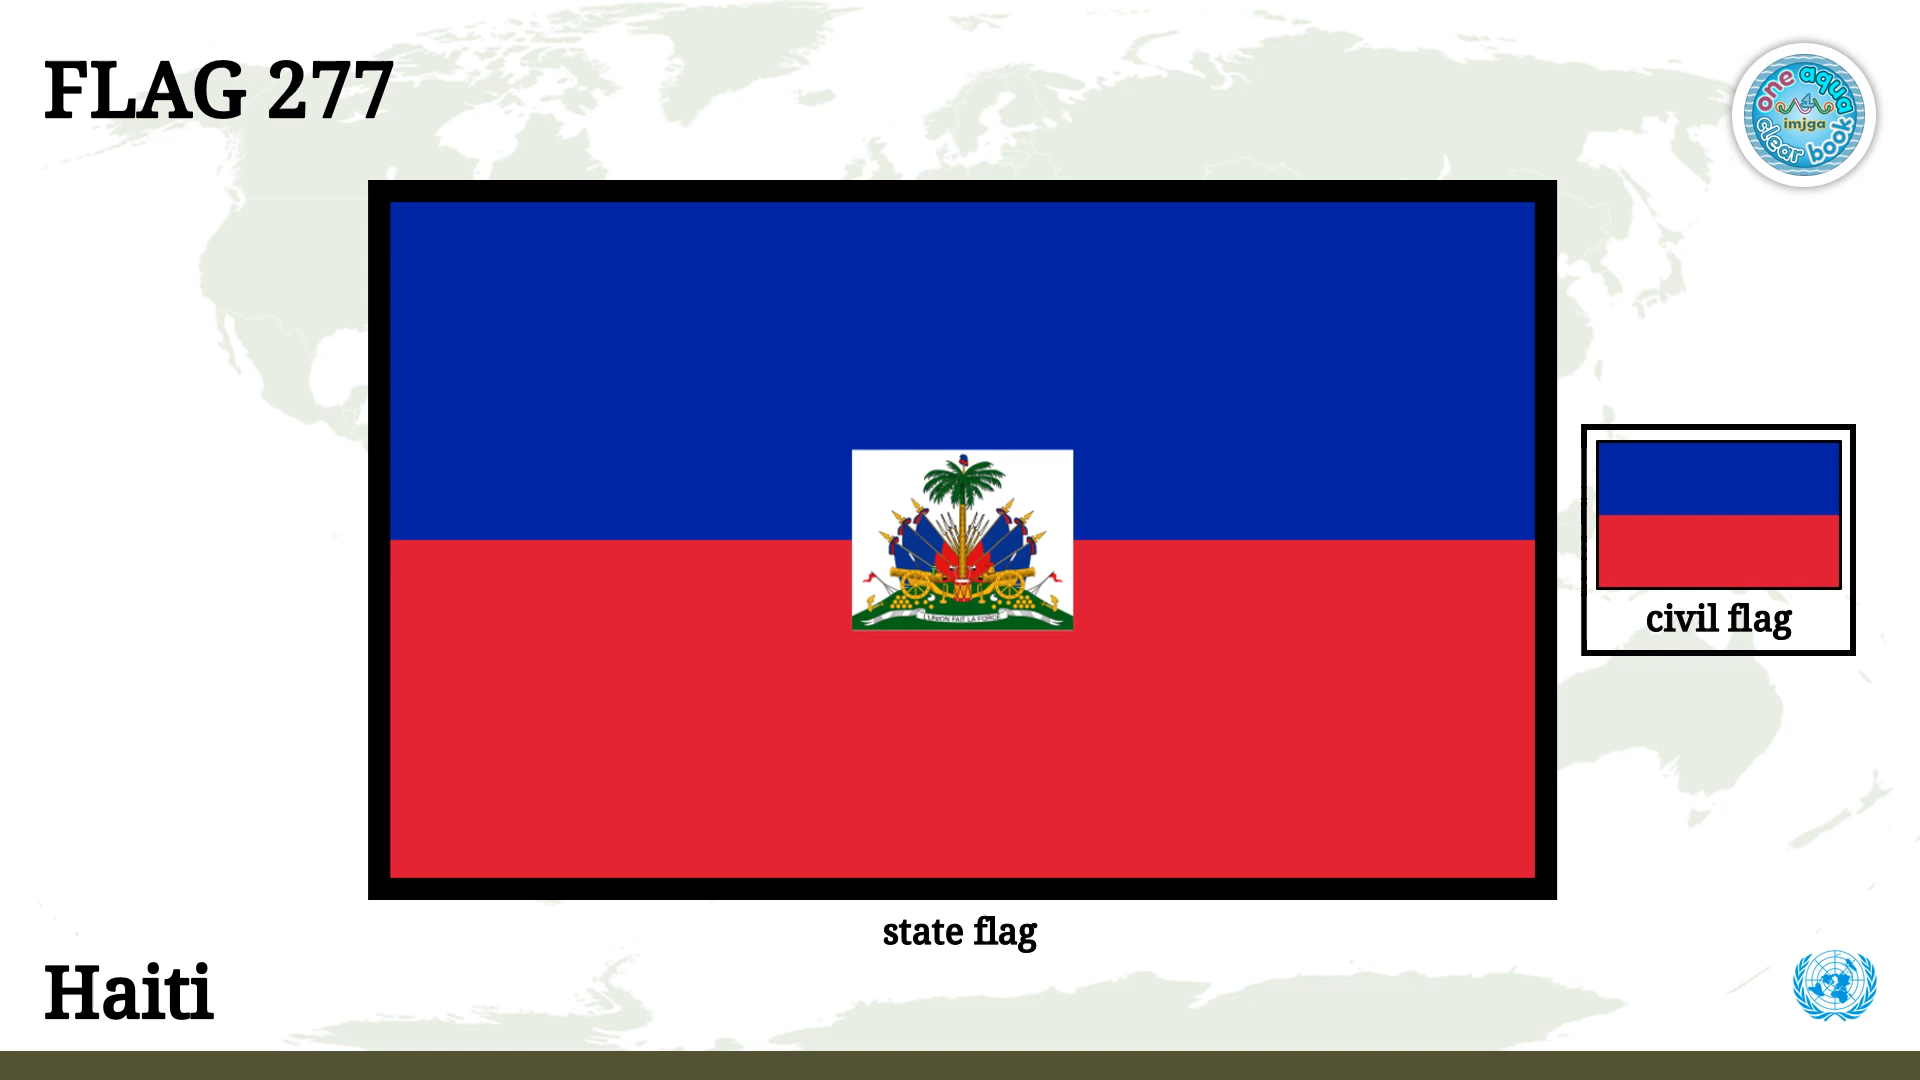 FLAG 277
one aqua
imjga
clear book
L'UNION FAIT LA FORCE
civil flag
state flag
Haiti